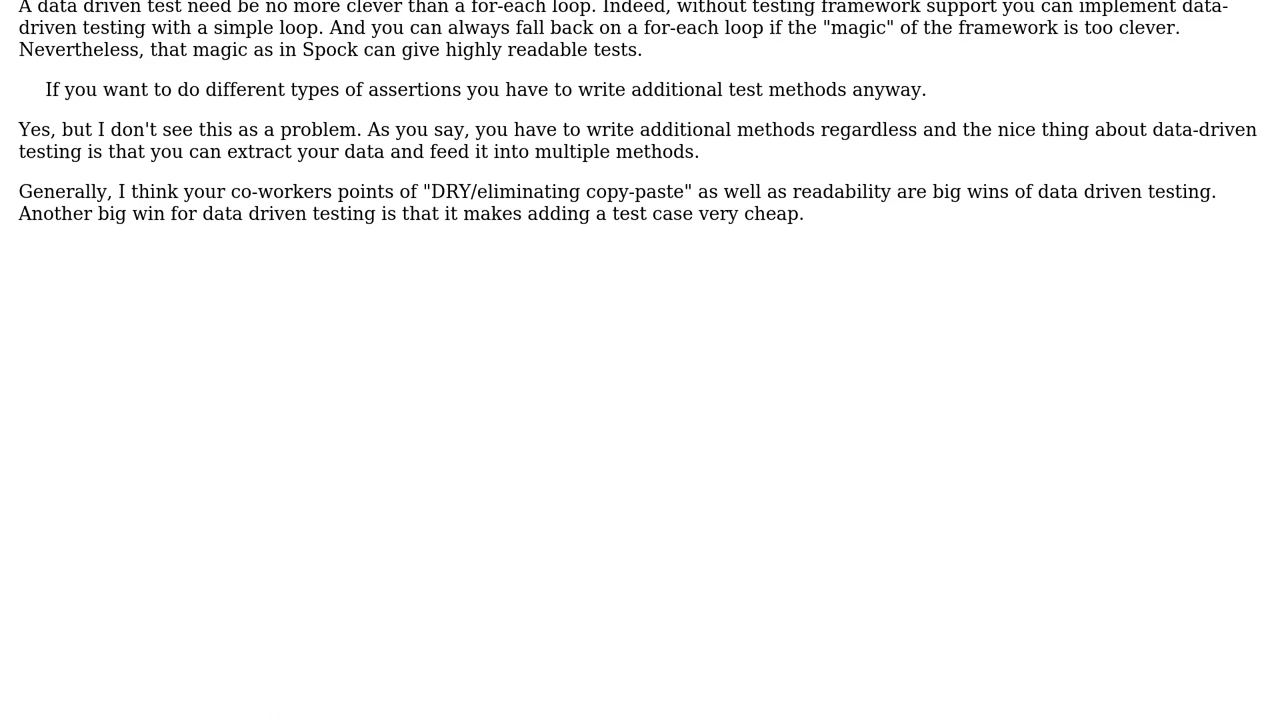 A data driven test need be no more clever than a for-each loop. Indeed, without testing framework support you can implement data-
driven testing with a simple loop. And you can always fall back on a for-each loop if the "magic" of the framework is too clever.
Nevertheless, that magic as in Spock can give highly readable tests.
If you want to do different types of assertions you have to write additional test methods anyway.
Yes, but I don't see this as a problem. As you say, you have to write additional methods regardless and the nice thing about data-driven
testing is that you can extract your data and feed it into multiple methods.
Generally, I think your co-workers points of "DRY/eliminating copy-paste" as well as readability are big wins of data driven testing.
Another big win for data driven testing is that it makes adding a test case very cheap.